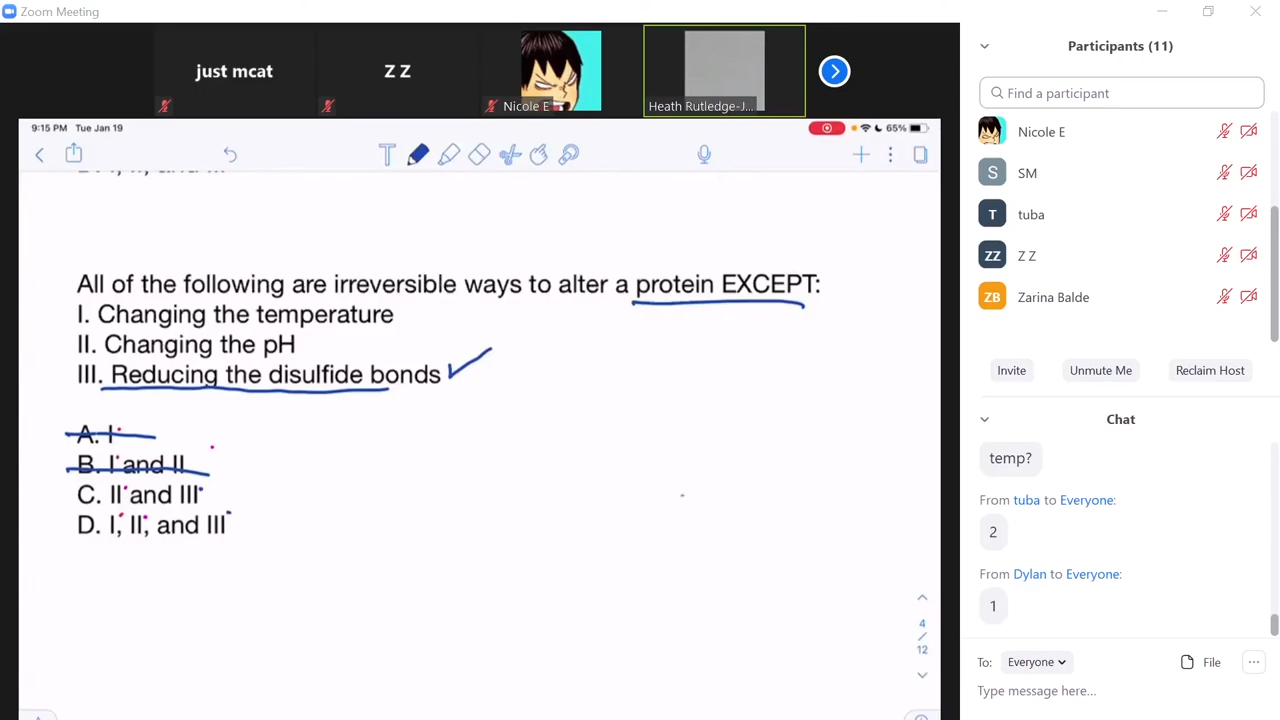 Zoom Meeting
just mcat
Z Z
Nicole E
Heath Rutledge-J...
Participants (11)
Find a participant
Nicole E
S SM
T tuba
ZZ Z Z
ZB Zarina Balde
Invite Unmute Me Reclaim Host
Chat
temp?
From tuba to Everyone:
2
From Dylan to Everyone:
1
To: Everyone File
Type message here...
9:15 PM Tue Jan 19
65%
All of the following are irreversible ways to alter a protein EXCEPT:
I. Changing the temperature
II. Changing the pH
III. Reducing the disulfide bonds
A. I
B. I and II
C. II and III
D. I, II, and III
4
/
12